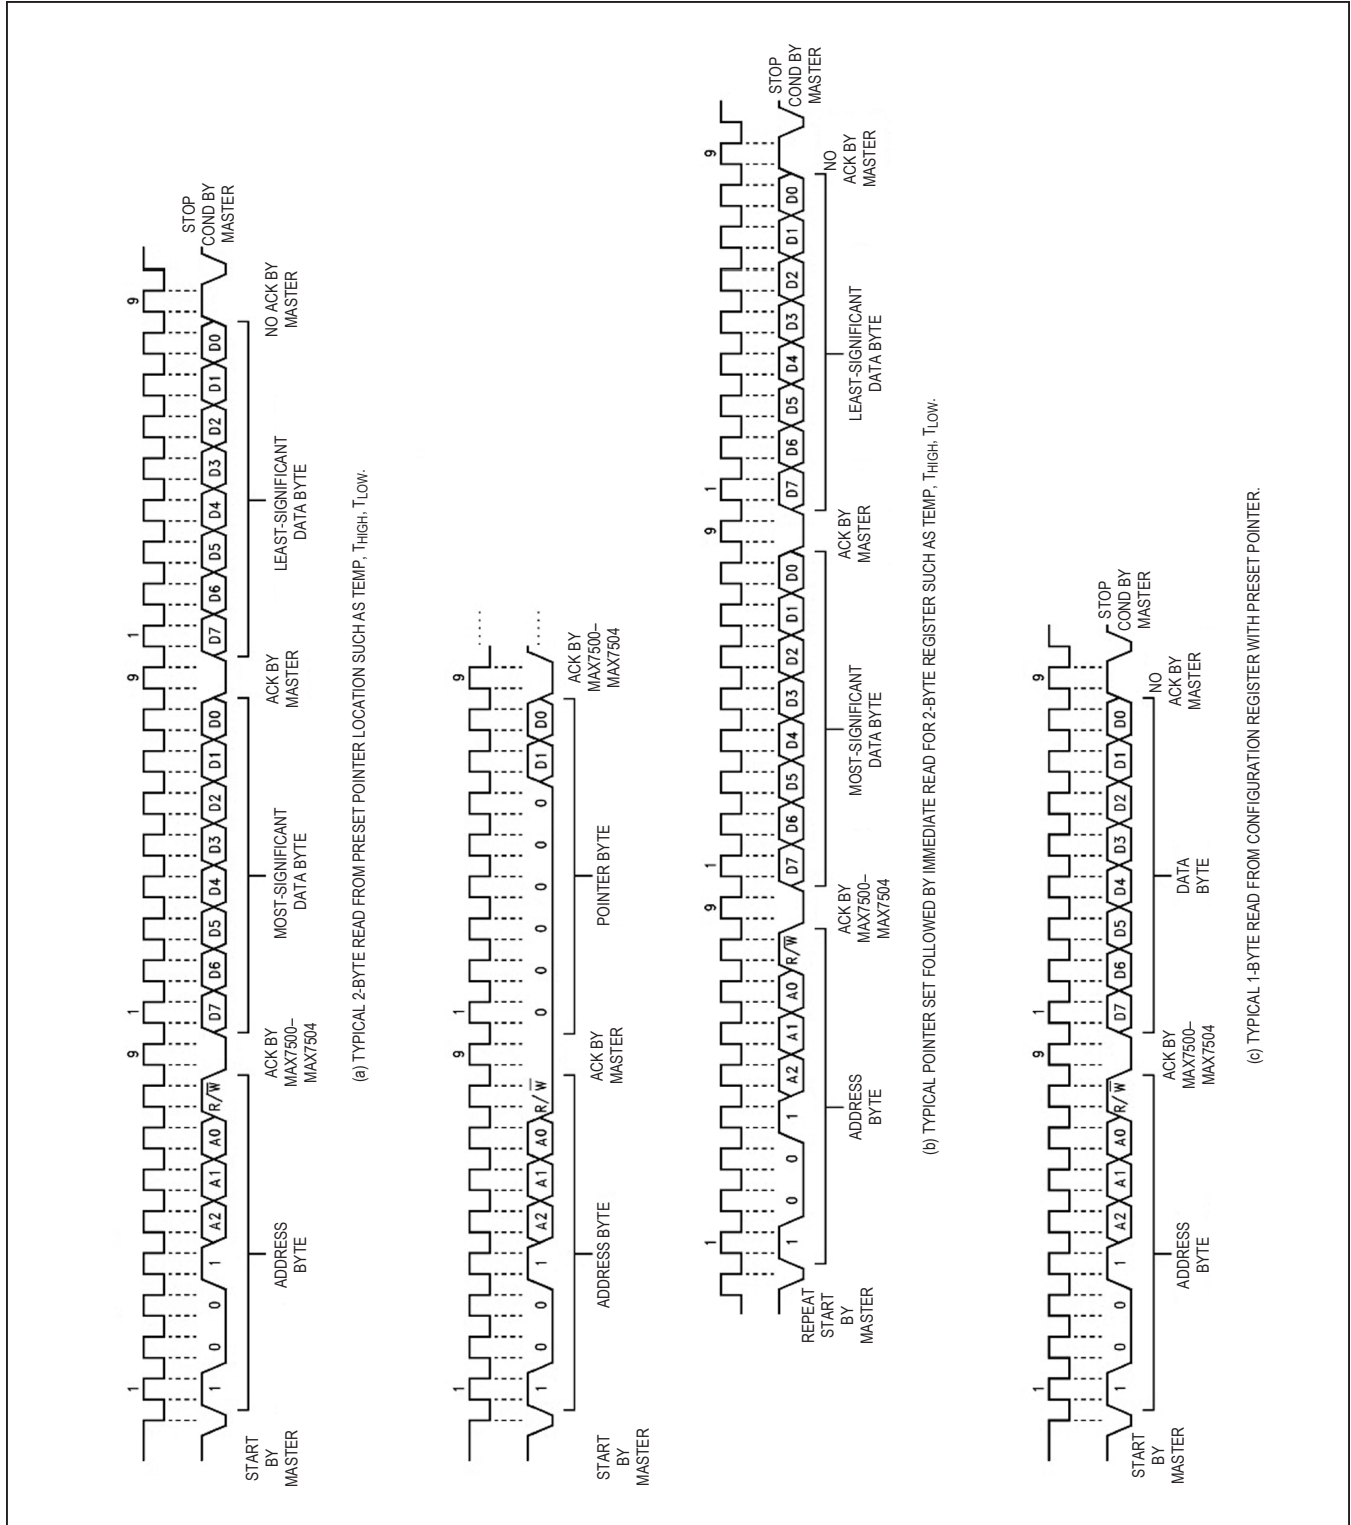 1 9 1 9 1 9
1 0 0 1 A2 A1 A0 R/W̅ D7 D6 D5 D4 D3 D2 D1 D0 D7 D6 D5 D4 D3 D2 D1 D0
START
BY
MASTER
ADDRESS
BYTE
ACK BY
MAX7500–
MAX7504
MOST-SIGNIFICANT
DATA BYTE
ACK BY
MASTER
LEAST-SIGNIFICANT
DATA BYTE
NO ACK BY
MASTER
STOP
COND BY
MASTER
(a) TYPICAL 2-BYTE READ FROM PRESET POINTER LOCATION SUCH AS TEMP, THIGH, TLOW.
1 9 1 9
1 0 0 1 A2 A1 A0 R/W̅ 0 0 0 0 0 0 D1 D0
START
BY
MASTER
ADDRESS BYTE
ACK BY
MASTER
POINTER BYTE
ACK BY
MAX7500–
MAX7504
1 9 1 9 1 9
1 0 0 1 A2 A1 A0 R/W̅ D7 D6 D5 D4 D3 D2 D1 D0 D7 D6 D5 D4 D3 D2 D1 D0
REPEAT
START
BY
MASTER
ADDRESS
BYTE
ACK BY
MAX7500–
MAX7504
MOST-SIGNIFICANT
DATA BYTE
ACK BY
MASTER
LEAST-SIGNIFICANT
DATA BYTE
NO
ACK BY
MASTER
STOP
COND BY
MASTER
(b) TYPICAL POINTER SET FOLLOWED BY IMMEDIATE READ FOR 2-BYTE REGISTER SUCH AS TEMP, THIGH, TLOW.
1 9 1 9
1 0 0 1 A2 A1 A0 R/W̅ D7 D6 D5 D4 D3 D2 D1 D0
START
BY
MASTER
ADDRESS
BYTE
ACK BY
MAX7500–
MAX7504
DATA
BYTE
NO
ACK BY
MASTER
STOP
COND BY
MASTER
(c) TYPICAL 1-BYTE READ FROM CONFIGURATION REGISTER WITH PRESET POINTER.